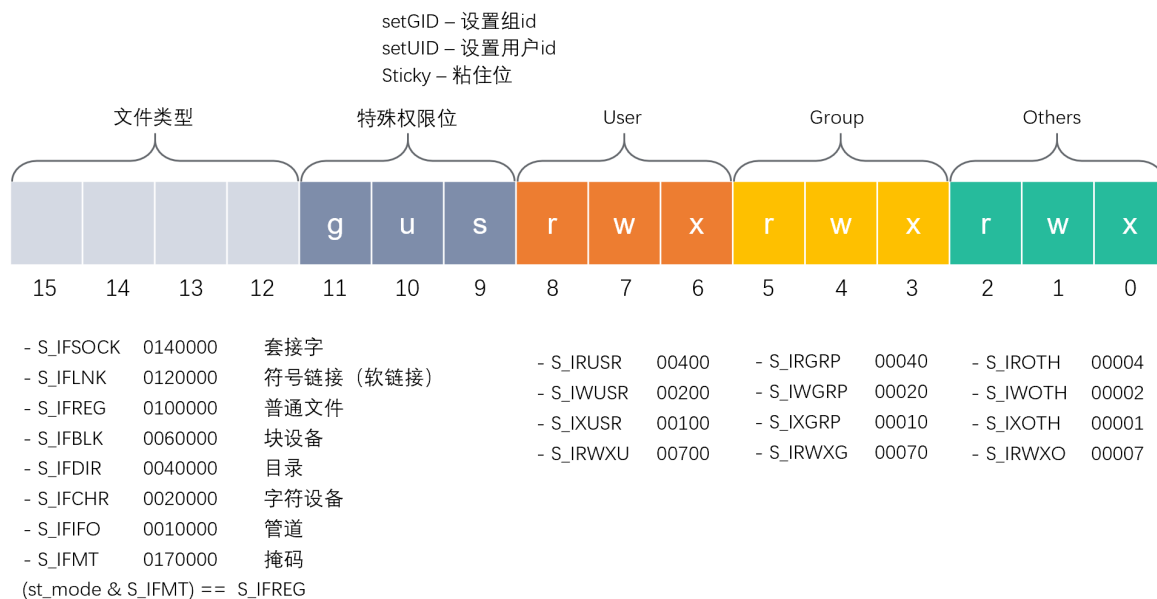 setGID – 设置组id
setUID – 设置用户id
Sticky – 粘住位
文件类型
特殊权限位
User
Group
Others
g u s r w x r w x r w x
15 14 13 12 11 10 9 8 7 6 5 4 3 2 1 0
- S_IFSOCK 0140000 套接字
- S_IFLNK 0120000 符号链接（软链接）
- S_IFREG 0100000 普通文件
- S_IFBLK 0060000 块设备
- S_IFDIR 0040000 目录
- S_IFCHR 0020000 字符设备
- S_IFIFO 0010000 管道
- S_IFMT 0170000 掩码
(st_mode & S_IFMT) == S_IFREG
- S_IRUSR 00400
- S_IWUSR 00200
- S_IXUSR 00100
- S_IRWXU 00700
- S_IRGRP 00040
- S_IWGRP 00020
- S_IXGRP 00010
- S_IRWXG 00070
- S_IROTH 00004
- S_IWOTH 00002
- S_IXOTH 00001
- S_IRWXO 00007